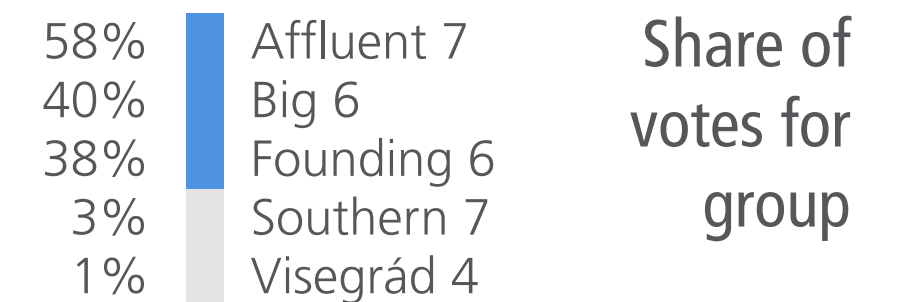 58% Affluent 7
40% Big 6
38% Founding 6
3% Southern 7
1% Visegrád 4
Share of
votes for
group